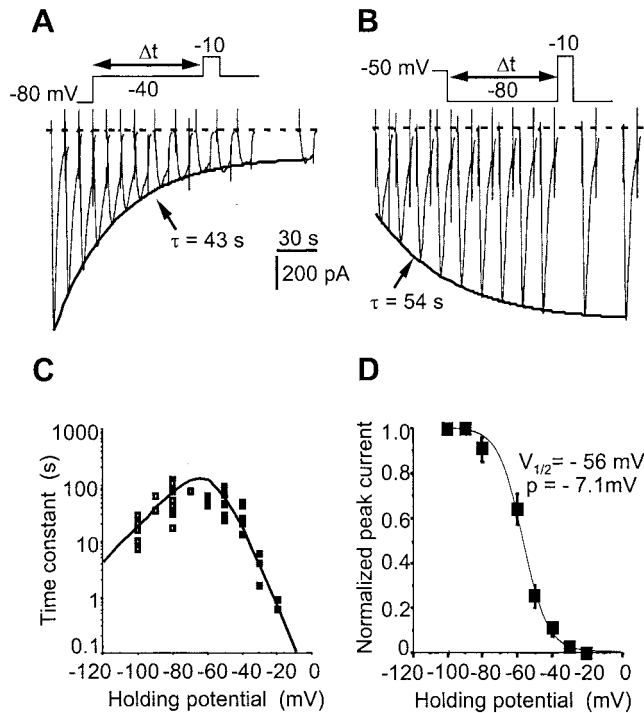 A
Δt
-10
-80 mV
-40
τ = 43 s
30 s
200 pA
B
-50 mV
Δt
-10
-80
τ = 54 s
C
Time constant (s)
1000
100
10
1
0.1
-120 -100 -80 -60 -40 -20 0
Holding potential (mV)
D
Normalized peak current
1.0
0.8
0.6
0.4
0.2
0
V1/2 = - 56 mV
p = - 7.1mV
-120 -100 -80 -60 -40 -20 0
Holding potential (mV)